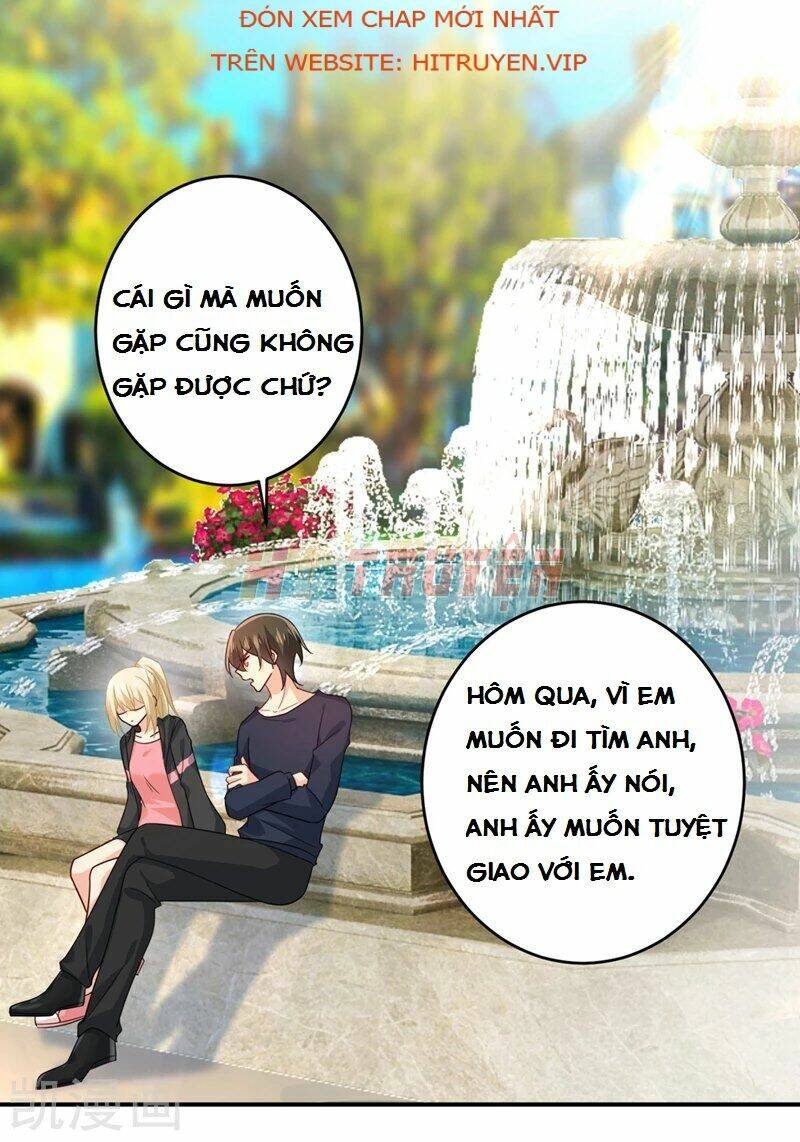 ĐÓN XEM CHAP MỚI NHẤT
TRÊN WEBSITE: HITRUYEN.VIP
CÁI GÌ MÀ MUỐN
GẶP CŨNG KHÔNG
GẶP ĐƯỢC CHỨ?
HI TRUYỆN
HÔM QUA, VÌ EM
MUỐN ĐI TÌM ANH,
NÊN ANH ẤY NÓI,
ANH ẤY MUỐN TUYỆT
GIAO VỚI EM.
凯漫画